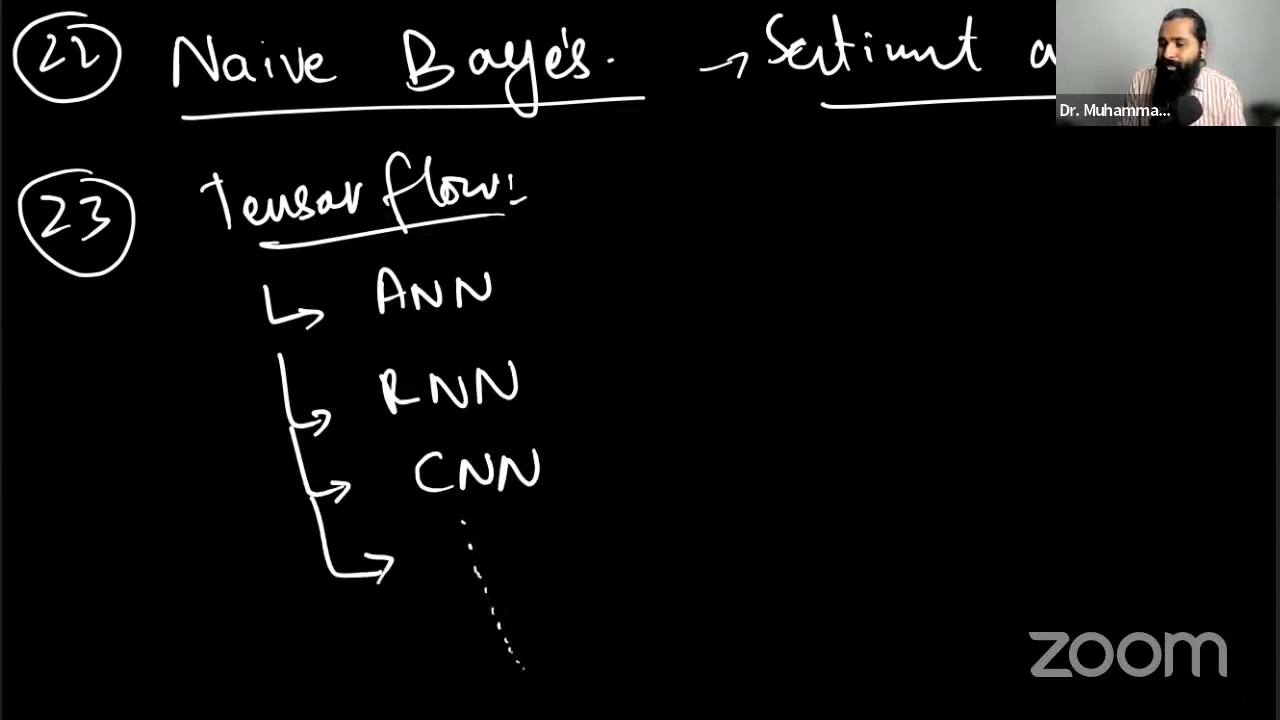 22 Naive Baye's. → Sentiment a
Dr. Muhamma...
23 Tensor flow:
ANN
RNN
CNN
zoom